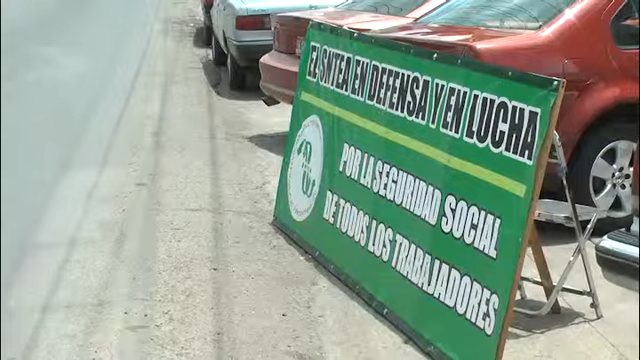 EL SNTEA EN DEFENSA Y EN LUCHA
POR LA SEGURIDAD SOCIAL
DE TODOS LOS TRABAJADORES